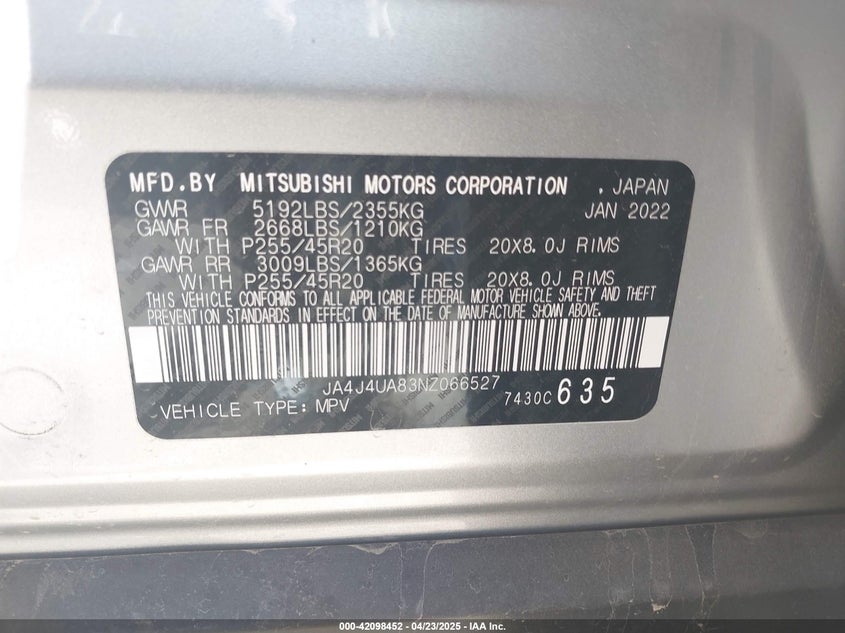 MFD.BY MITSUBISHI MOTORS CORPORATION . JAPAN
GVWR 5192LBS/2355KG JAN 2022
GAWR FR 2668LBS/1210KG
WITH P255/45R20 TIRES 20X8.0J RIMS
GAWR RR 3009LBS/1365KG
WITH P255/45R20 TIRES 20X8.0J RIMS
THIS VEHICLE CONFORMS TO ALL APPLICABLE FEDERAL MOTOR VEHICLE SAFETY AND THEFT
PREVENTION STANDARDS IN EFFECT ON THE DATE OF MANUFACTURE SHOWN ABOVE.
JA4J4UA83NZ066527
VEHICLE TYPE: MPV 7430C 635
000-42098452 | 04/23/2025 - IAA Inc.